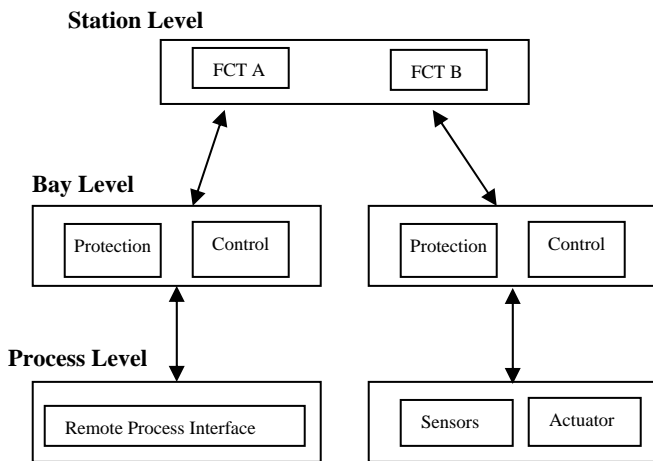 Station Level
FCT A
FCT B
Bay Level
Protection
Control
Protection
Control
Process Level
Remote Process Interface
Sensors
Actuator